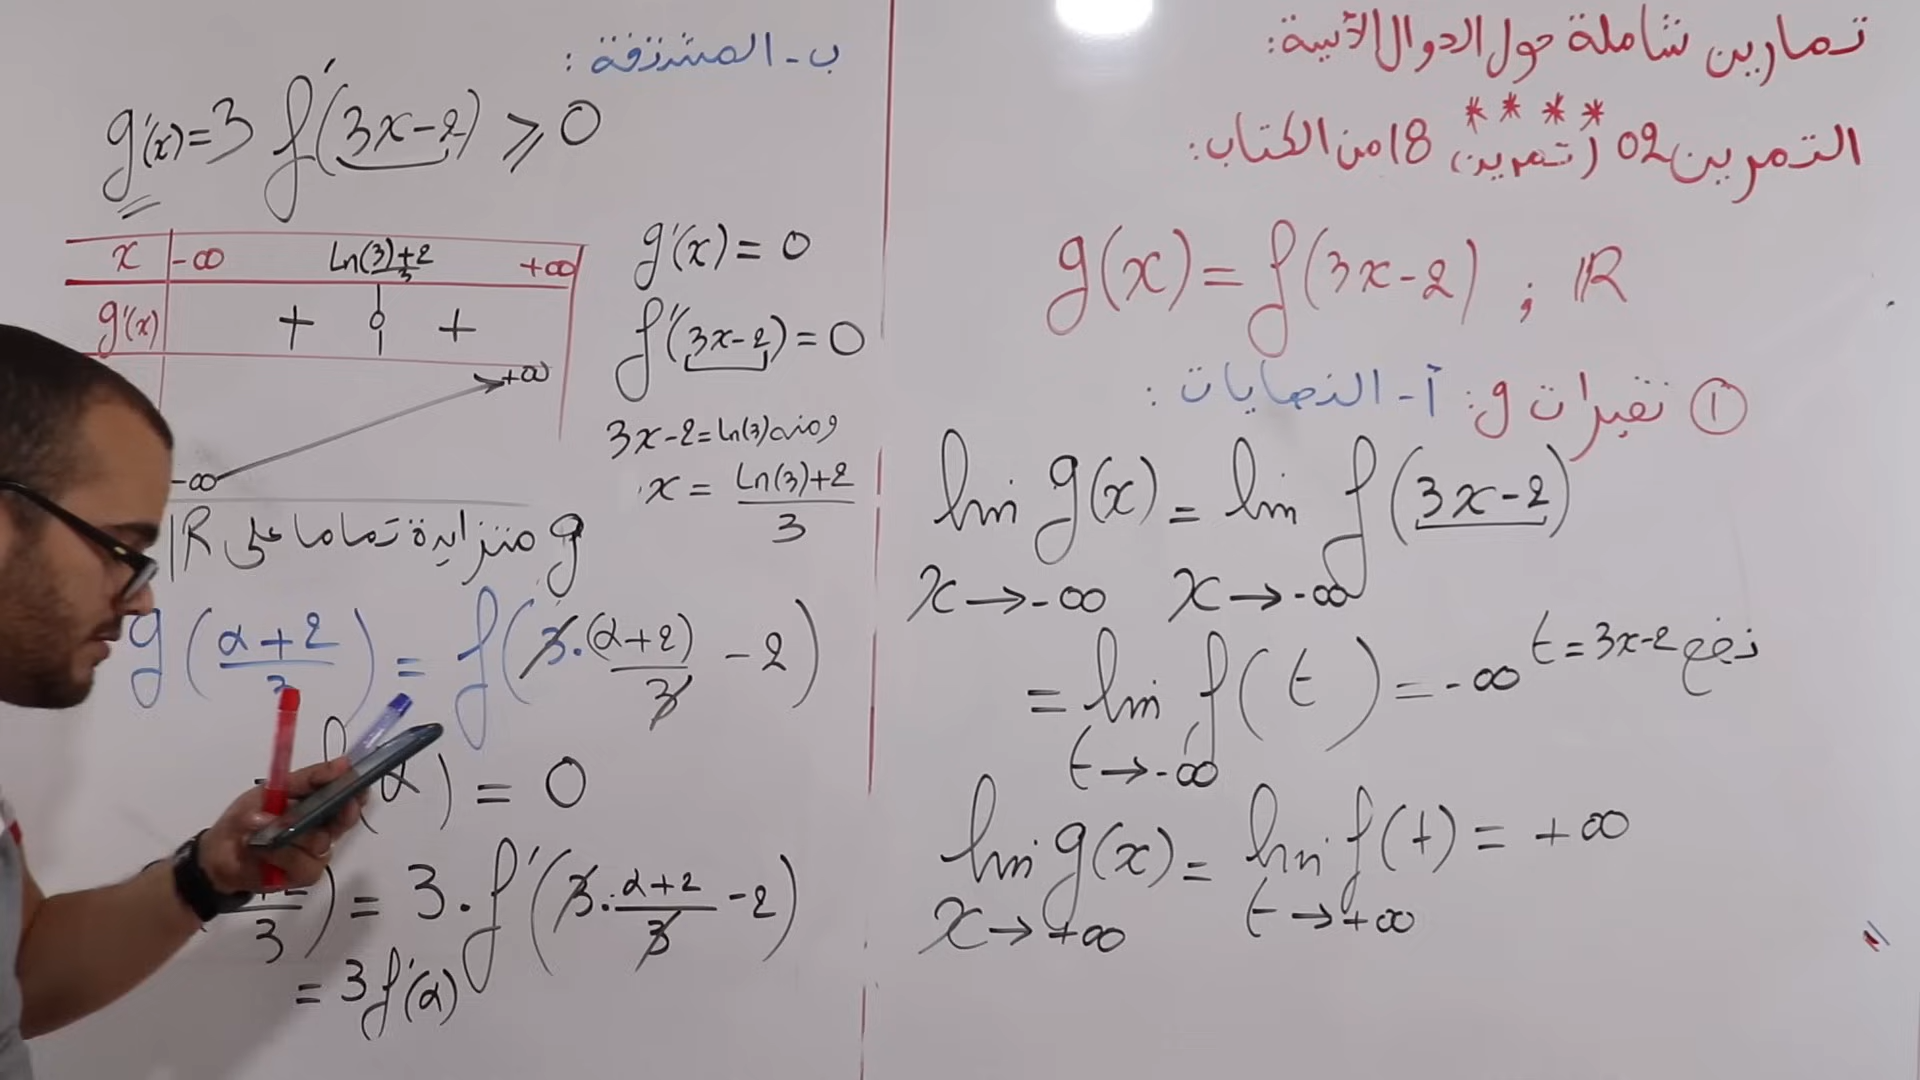 تمارين شاملة حول الدوال الأسية:
التمرين 02 (تمرين 18 من الكتاب:
****
g(x) = f(3x-2) ; IR
① تغيرات g: أ- النهايات:
lim g(x) = lim f(3x-2)
x→-∞ x→-∞
= lim f(t) = -∞ نضع t = 3x-2
t→-∞
lim g(x) = lim f(t) = +∞
x→+∞ t→+∞
ب- المشتقة:
g'(x) = 3 f'(3x-2) ⩾ 0
x -∞ ln(3)+2/3 +∞
g'(x) + 0 +
-∞ +∞
g'(x) = 0
f'(3x-2) = 0
ومنه 3x-2 = ln(3)
x = ln(3)+2/3
g متزايدة تماما على IR
g(α+2/3) = f(3·(α+2)/3 - 2)
α) = 0
3) = 3·f'(3·α+2/3 - 2)
= 3f'(α)